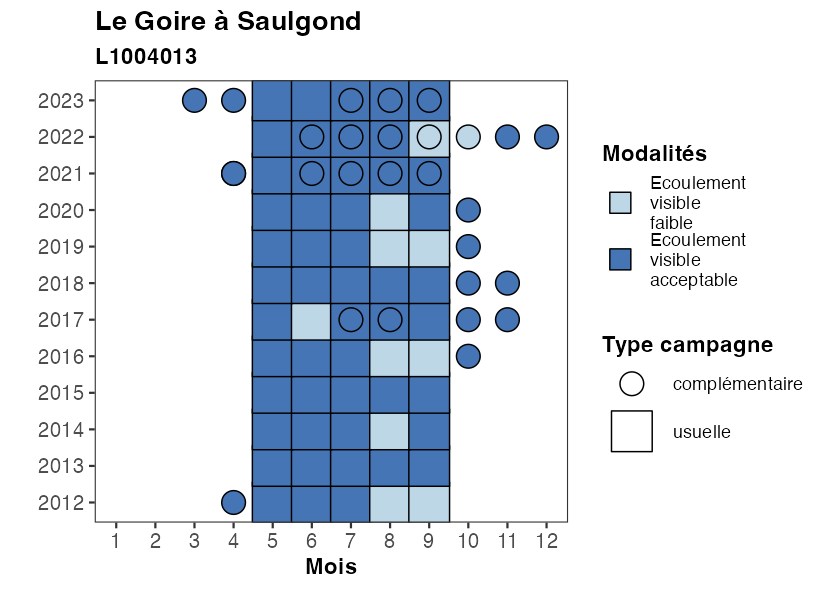 Le Goire à Saulgond
L1004013
2023
2022
2021
2020
2019
2018
2017
2016
2015
2014
2013
2012
1 2 3 4 5 6 7 8 9 10 11 12
Mois
Modalités
Ecoulement
visible
faible
Ecoulement
visible
acceptable
Type campagne
complémentaire
usuelle